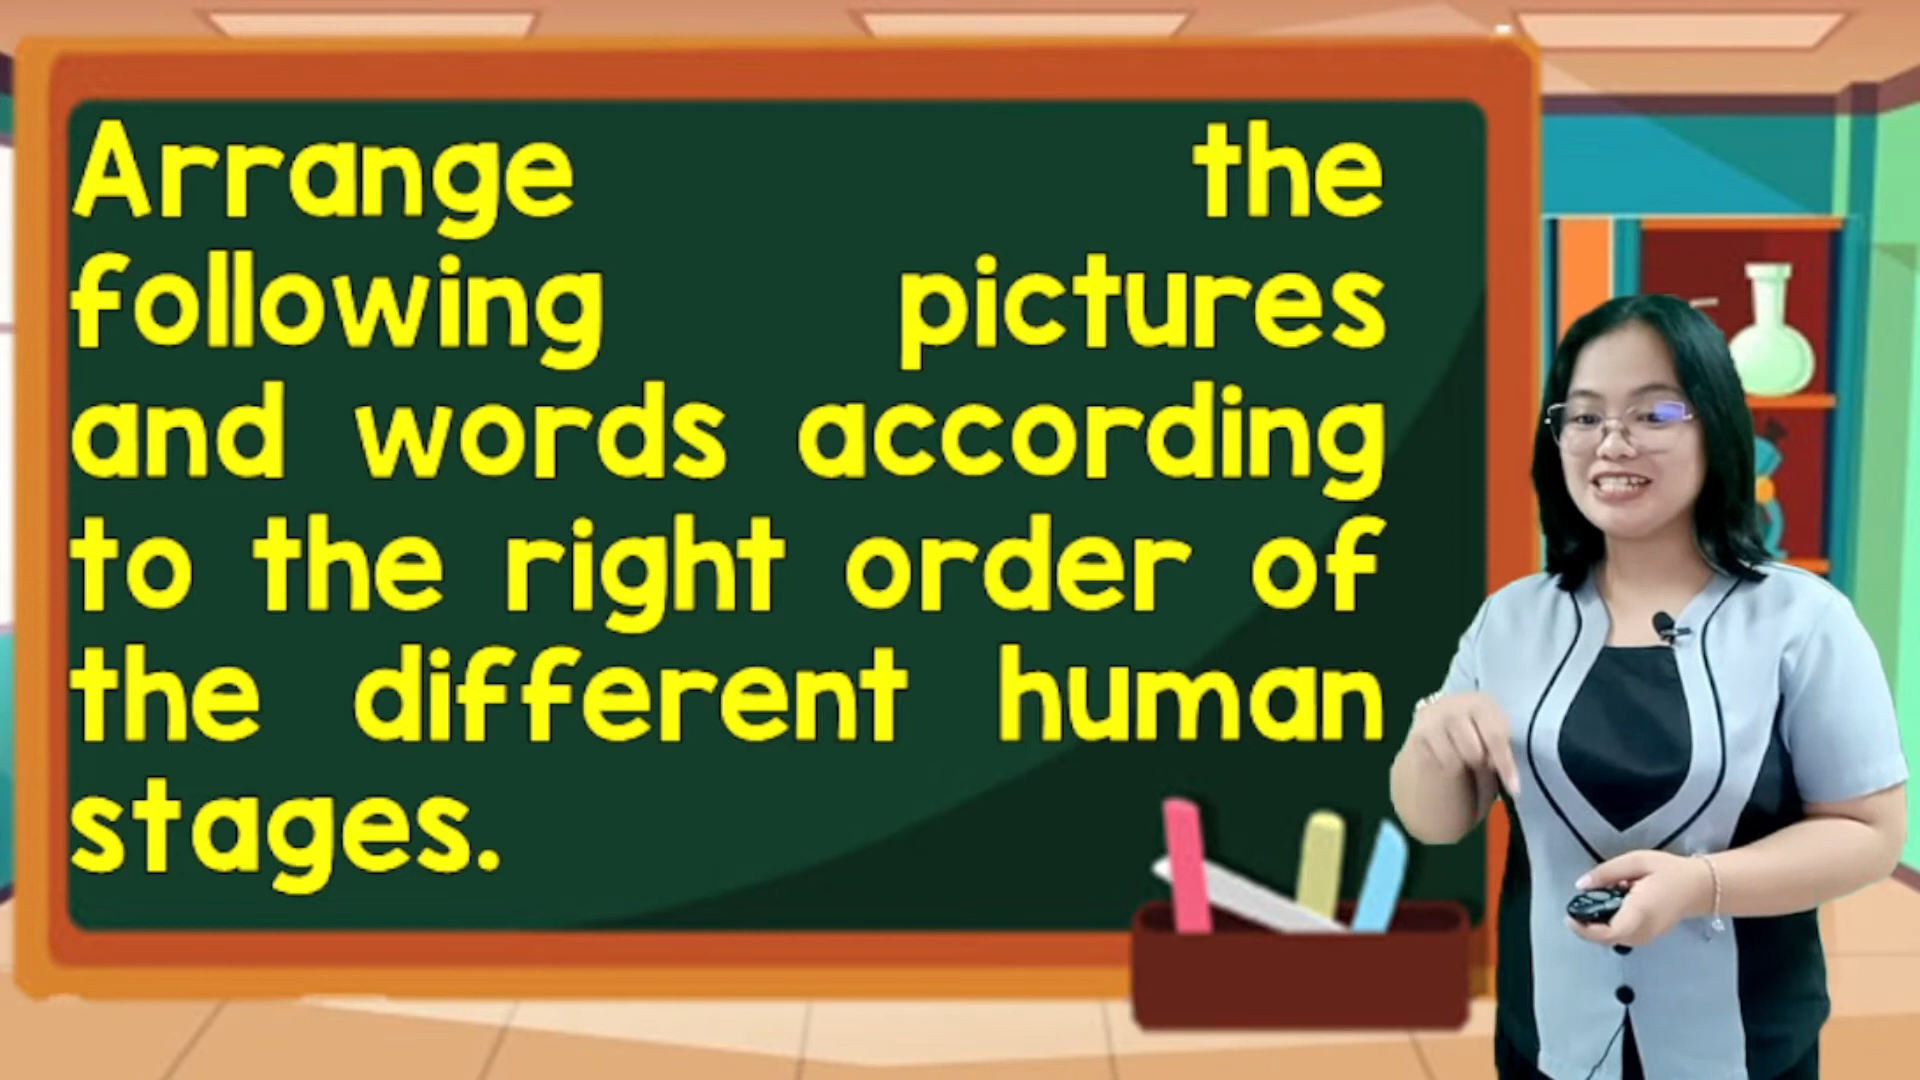 Arrange the
following pictures
and words according
to the right order of
the different human
stages.